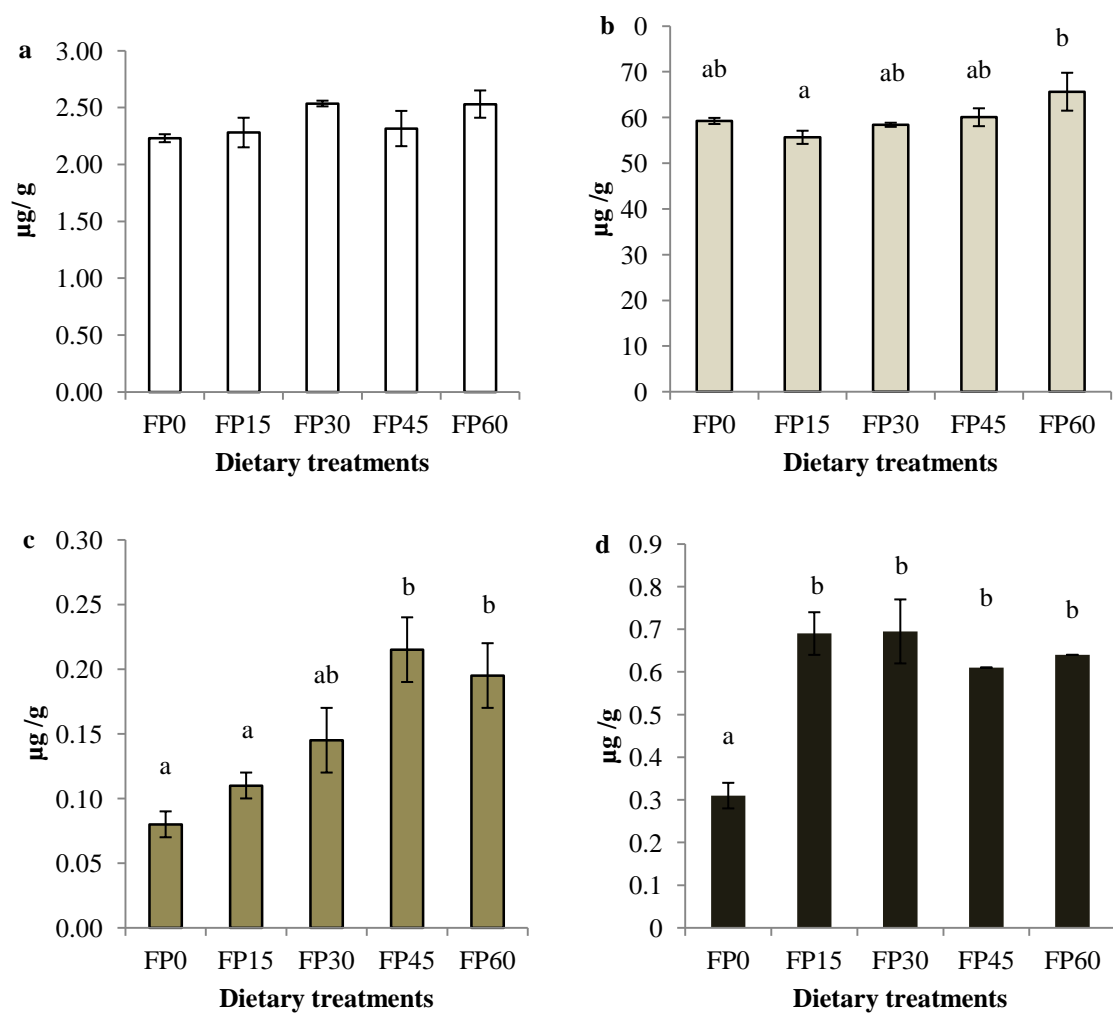 a
3.00
2.50
2.00
1.50
1.00
0.50
0.00
µg/ g
FP0 FP15 FP30 FP45 FP60
Dietary treatments
b
0
70
60
50
40
30
20
10
0
µg /g
ab a ab ab b
FP0 FP15 FP30 FP45 FP60
Dietary treatments
c
0.30
0.25
0.20
0.15
0.10
0.05
0.00
µg /g
a a ab b b
FP0 FP15 FP30 FP45 FP60
Dietary treatments
d
0.9
0.8
0.7
0.6
0.5
0.4
0.3
0.2
0.1
0
µg /g
a b b b b
FP0 FP15 FP30 FP45 FP60
Dietary treatments